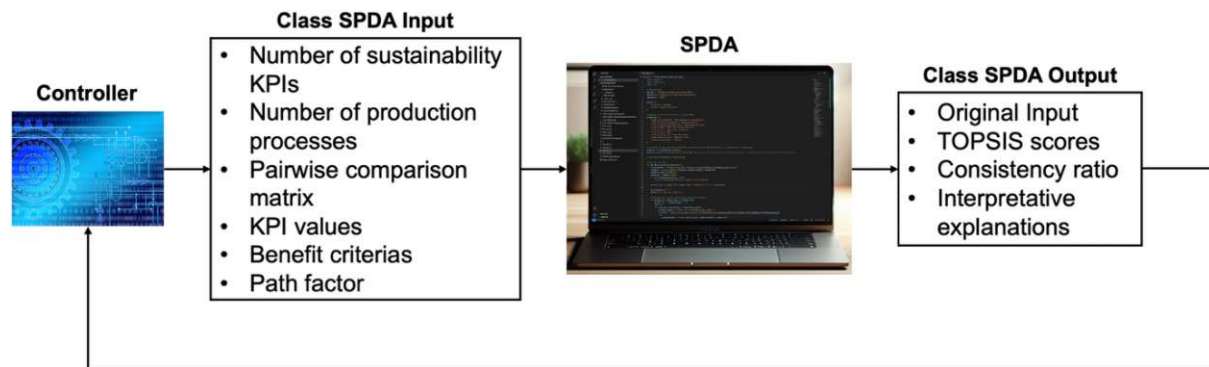 Controller
Class SPDA Input
• Number of sustainability
KPIs
• Number of production
processes
• Pairwise comparison
matrix
• KPI values
• Benefit criterias
• Path factor
SPDA
Class SPDA Output
• Original Input
• TOPSIS scores
• Consistency ratio
• Interpretative
explanations